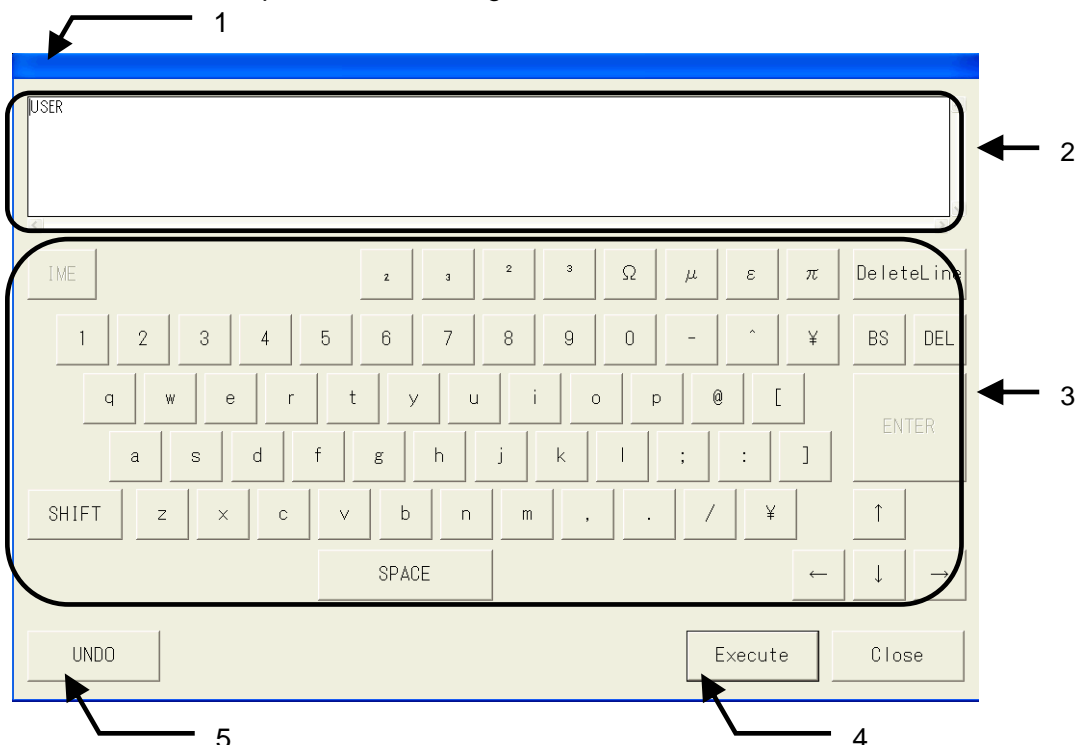 1
USER
2
IME ₂ ₃ ² ³ Ω μ ε π DeleteLine
1 2 3 4 5 6 7 8 9 0 - ^ ¥ BS DEL
q w e r t y u i o p @ [
3
ENTER
a s d f g h j k l ; : ]
SHIFT z x c v b n m , . / ¥ ↑
SPACE ← ↓ →
UNDO Execute Close
5 4